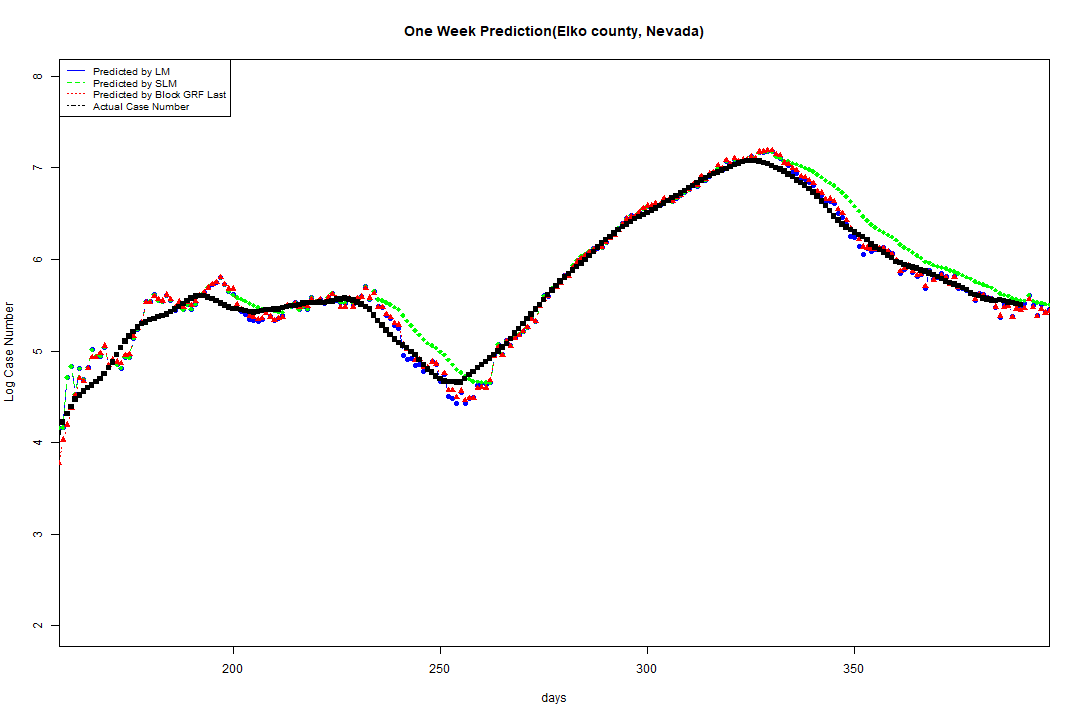 One Week Prediction(Elko county, Nevada)
Predicted by LM
Predicted by SLM
Predicted by Block GRF Last
Actual Case Number
8
7
6
5
4
3
2
Log Case Number
200 250 300 350
days